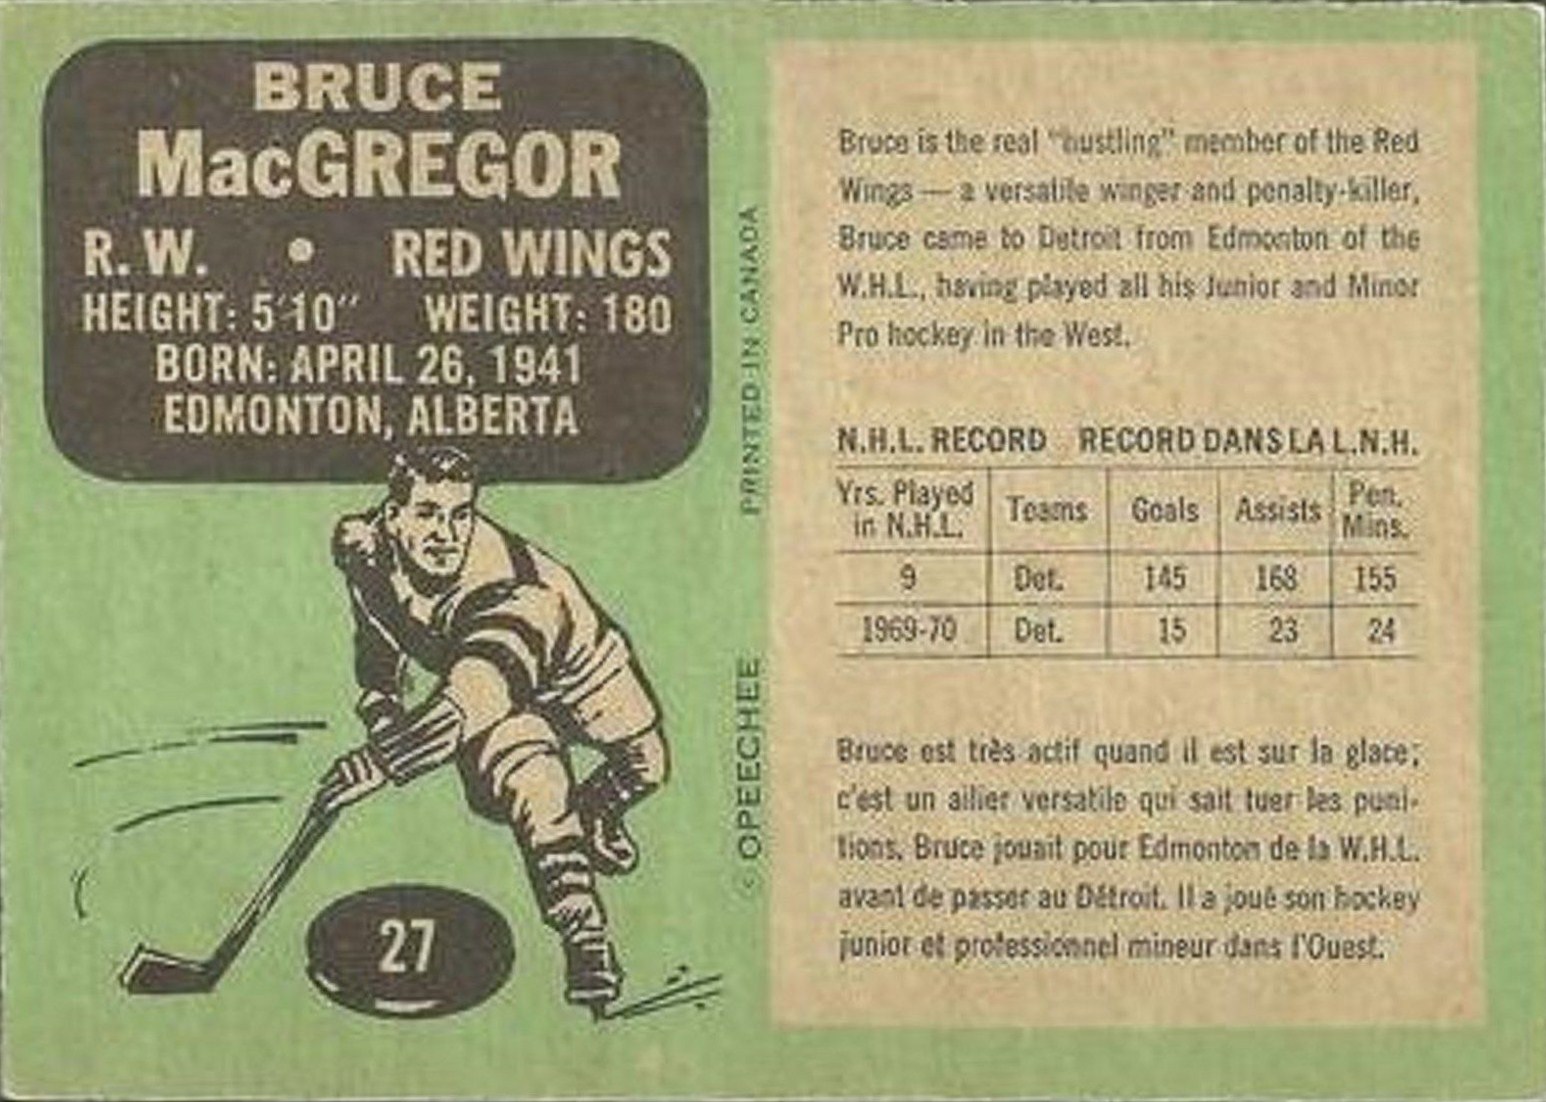 BRUCE
MacGREGOR
R. W. • RED WINGS
HEIGHT: 5'10" WEIGHT: 180
BORN: APRIL 26, 1941
EDMONTON, ALBERTA
27
PRINTED IN CANADA
© OPEECHEE
Bruce is the real "hustling" member of the Red
Wings — a versatile winger and penalty-killer,
Bruce came to Detroit from Edmonton of the
W.H.L., having played all his Junior and Minor
Pro hockey in the West.
N.H.L. RECORD RECORD DANS LA L.N.H.
Yrs. Played in N.H.L. Teams Goals Assists Pen. Mins.
9 Det. 145 168 155
1969-70 Det. 15 23 24
Bruce est très actif quand il est sur la glace;
c'est un ailier versatile qui sait tuer les puni-
tions. Bruce jouait pour Edmonton de la W.H.L.
avant de passer au Détroit. Il a joué son hockey
junior et professionnel mineur dans l'Ouest.